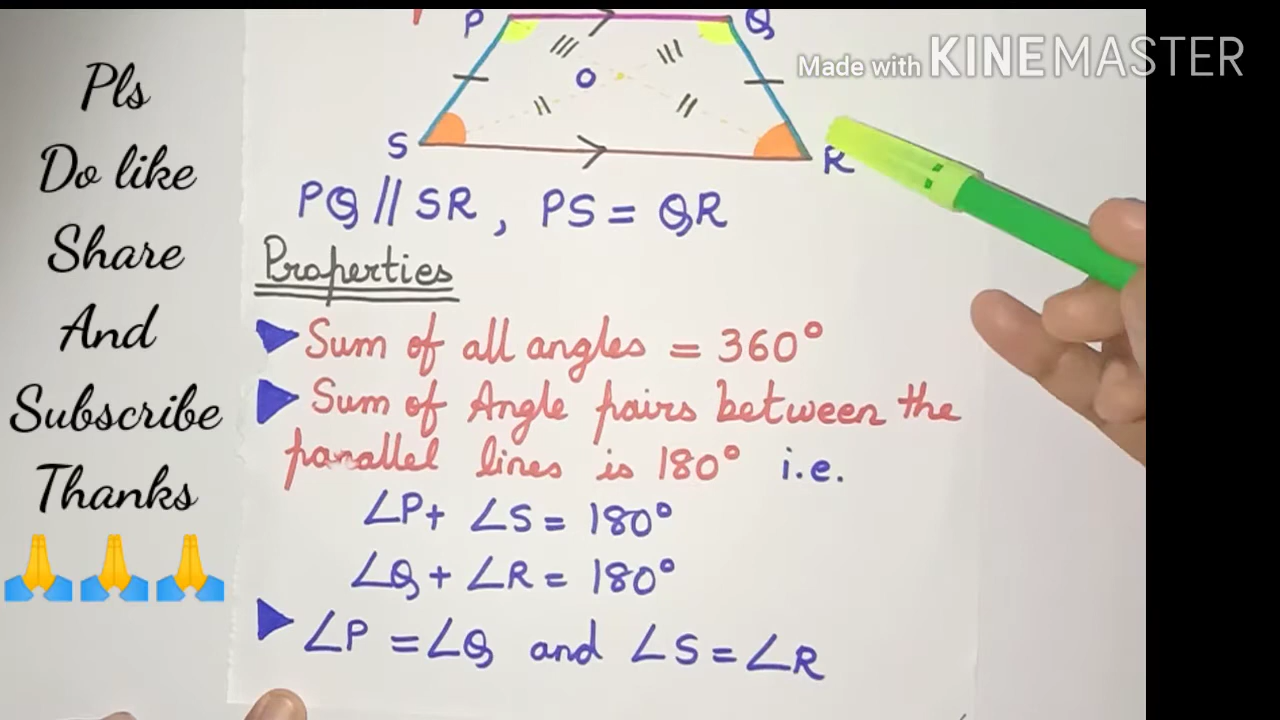 Pls
Do like
Share
And
Subscribe
Thanks
Made with KINEMASTER
P Q
O
S R
PQ // SR , PS = QR
Properties
Sum of all angles = 360°
Sum of Angle pairs between the
parallel lines is 180° i.e.
∠P + ∠S = 180°
∠Q + ∠R = 180°
∠P = ∠Q and ∠S = ∠R